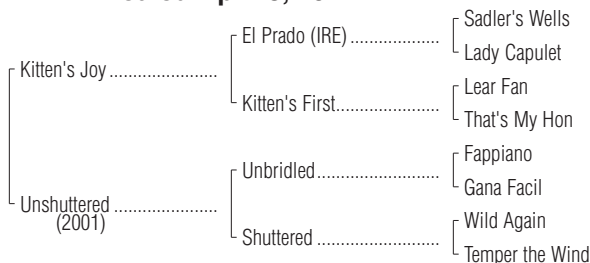 Sadler's Wells
El Prado (IRE) .....................
Lady Capulet
Kitten's Joy .........................
Lear Fan
Kitten's First........................
That's My Hon
Fappiano
Unbridled............................
Gana Facil
Unshuttered ........................
(2001)
Wild Again
Shuttered ............................
Temper the Wind